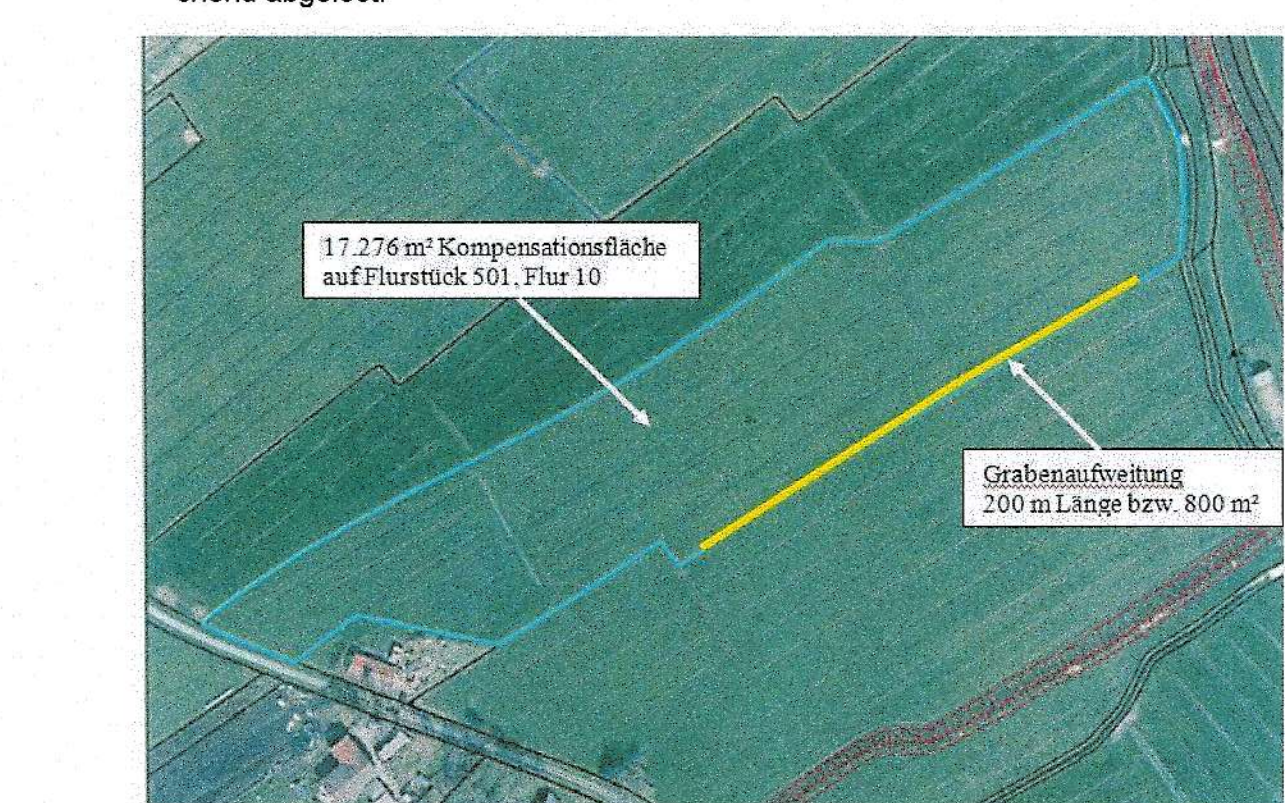 17.276 m² Kompensationsfläche
auf Flurstück 501, Flur 10
Grabenaufweitung
200 m Länge bzw. 800 m²